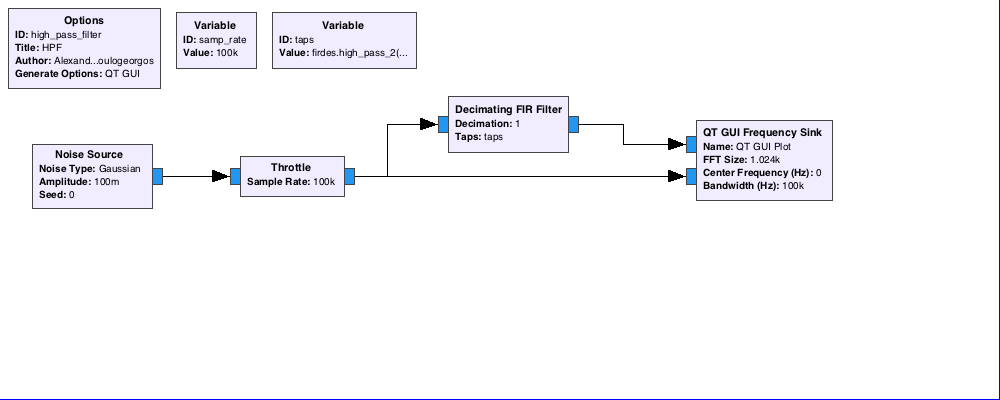 Options
ID: high_pass_filter
Title: HPF
Author: Alexand...oulogeorgos
Generate Options: QT GUI
Variable
ID: samp_rate
Value: 100k
Variable
ID: taps
Value: firdes.high_pass_2(...
Noise Source
Noise Type: Gaussian
Amplitude: 100m
Seed: 0
Throttle
Sample Rate: 100k
Decimating FIR Filter
Decimation: 1
Taps: taps
QT GUI Frequency Sink
Name: QT GUI Plot
FFT Size: 1.024k
Center Frequency (Hz): 0
Bandwidth (Hz): 100k